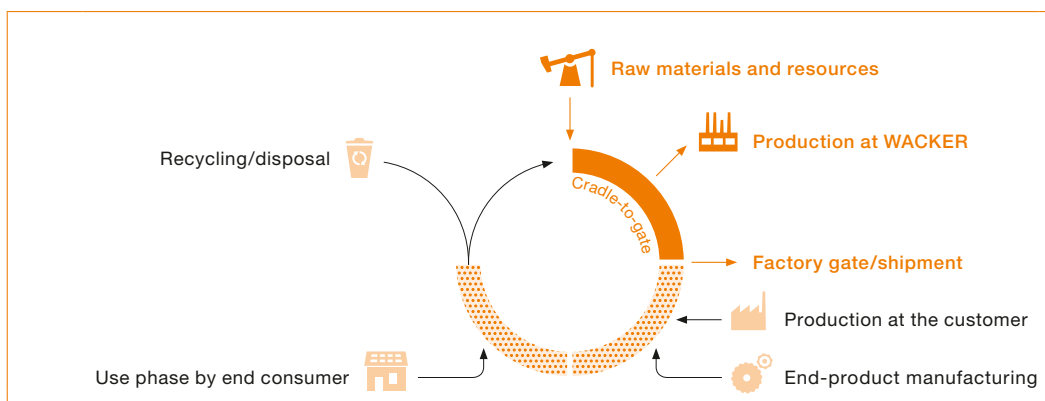 Raw materials and resources
Production at WACKER
Recycling/disposal
Cradle-to-gate
Factory gate/shipment
Production at the customer
Use phase by end consumer
End-product manufacturing